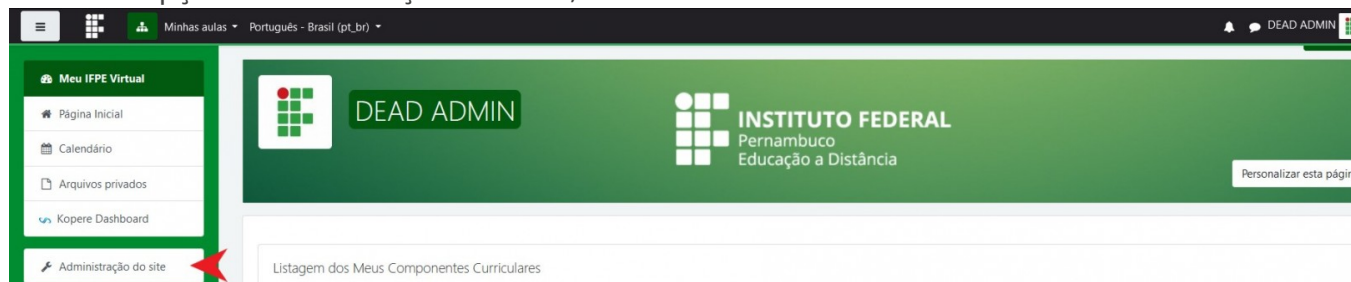 Minhas aulas Português - Brasil (pt_br) DEAD ADMIN
Meu IFPE Virtual
Página Inicial
Calendário
Arquivos privados
Kopere Dashboard
Administração do site
DEAD ADMIN
INSTITUTO FEDERAL
Pernambuco
Educação a Distância
Personalizar esta págin
Listagem dos Meus Componentes Curriculares